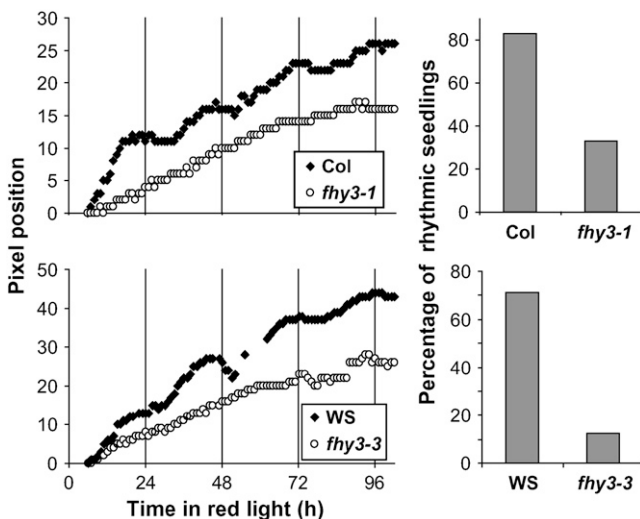 30
25
20
15
10
5
0
Col
fhy3-1
80
60
40
20
0
Col fhy3-1
Pixel position
Percentage of rhythmic seedlings
50
40
30
20
10
0
WS
fhy3-3
0 24 48 72 96
Time in red light (h)
80
60
40
20
0
WS fhy3-3